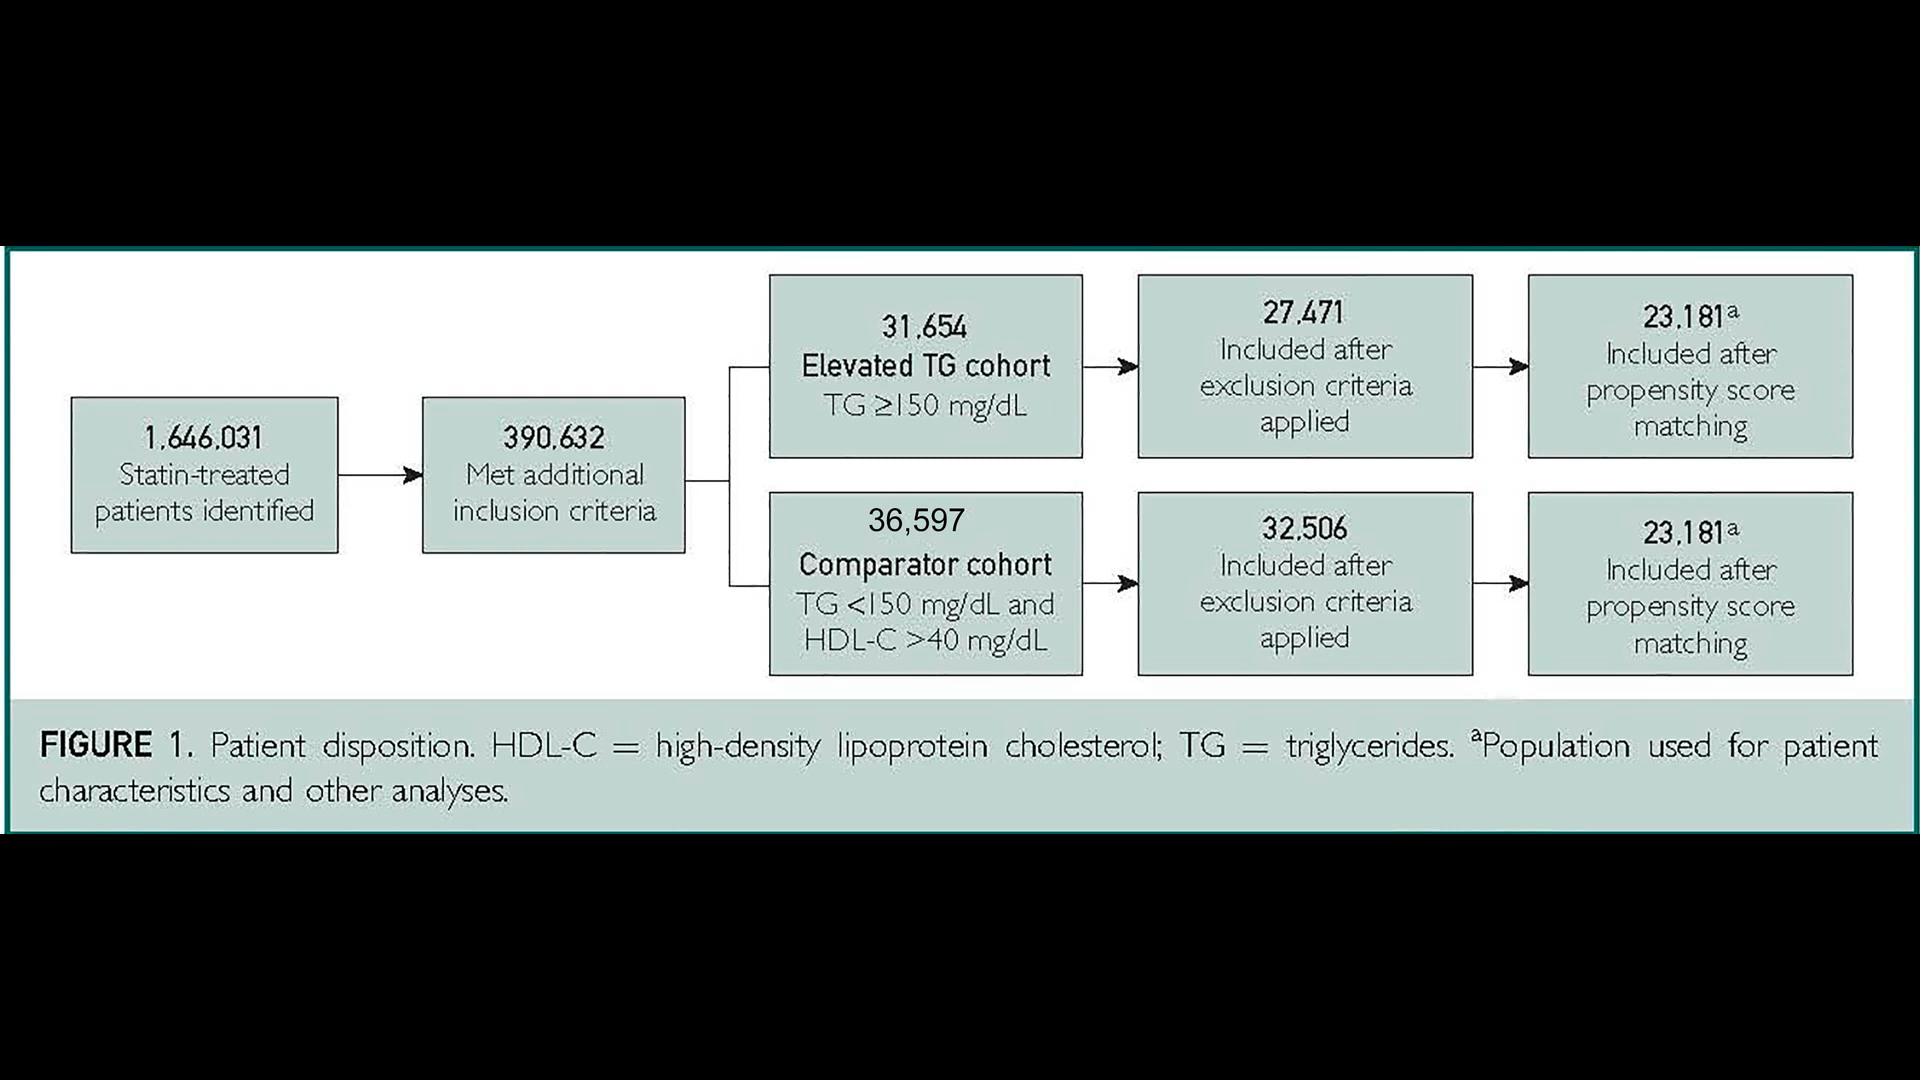 1,646,031
Statin-treated
patients identified
390,632
Met additional
inclusion criteria
31,654
Elevated TG cohort
TG ≥150 mg/dL
27,471
Included after
exclusion criteria
applied
23,181ᵃ
Included after
propensity score
matching
36,597
Comparator cohort
TG <150 mg/dL and
HDL-C >40 mg/dL
32,506
Included after
exclusion criteria
applied
23,181ᵃ
Included after
propensity score
matching
FIGURE 1. Patient disposition. HDL-C = high-density lipoprotein cholesterol; TG = triglycerides. ᵃPopulation used for patient
characteristics and other analyses.